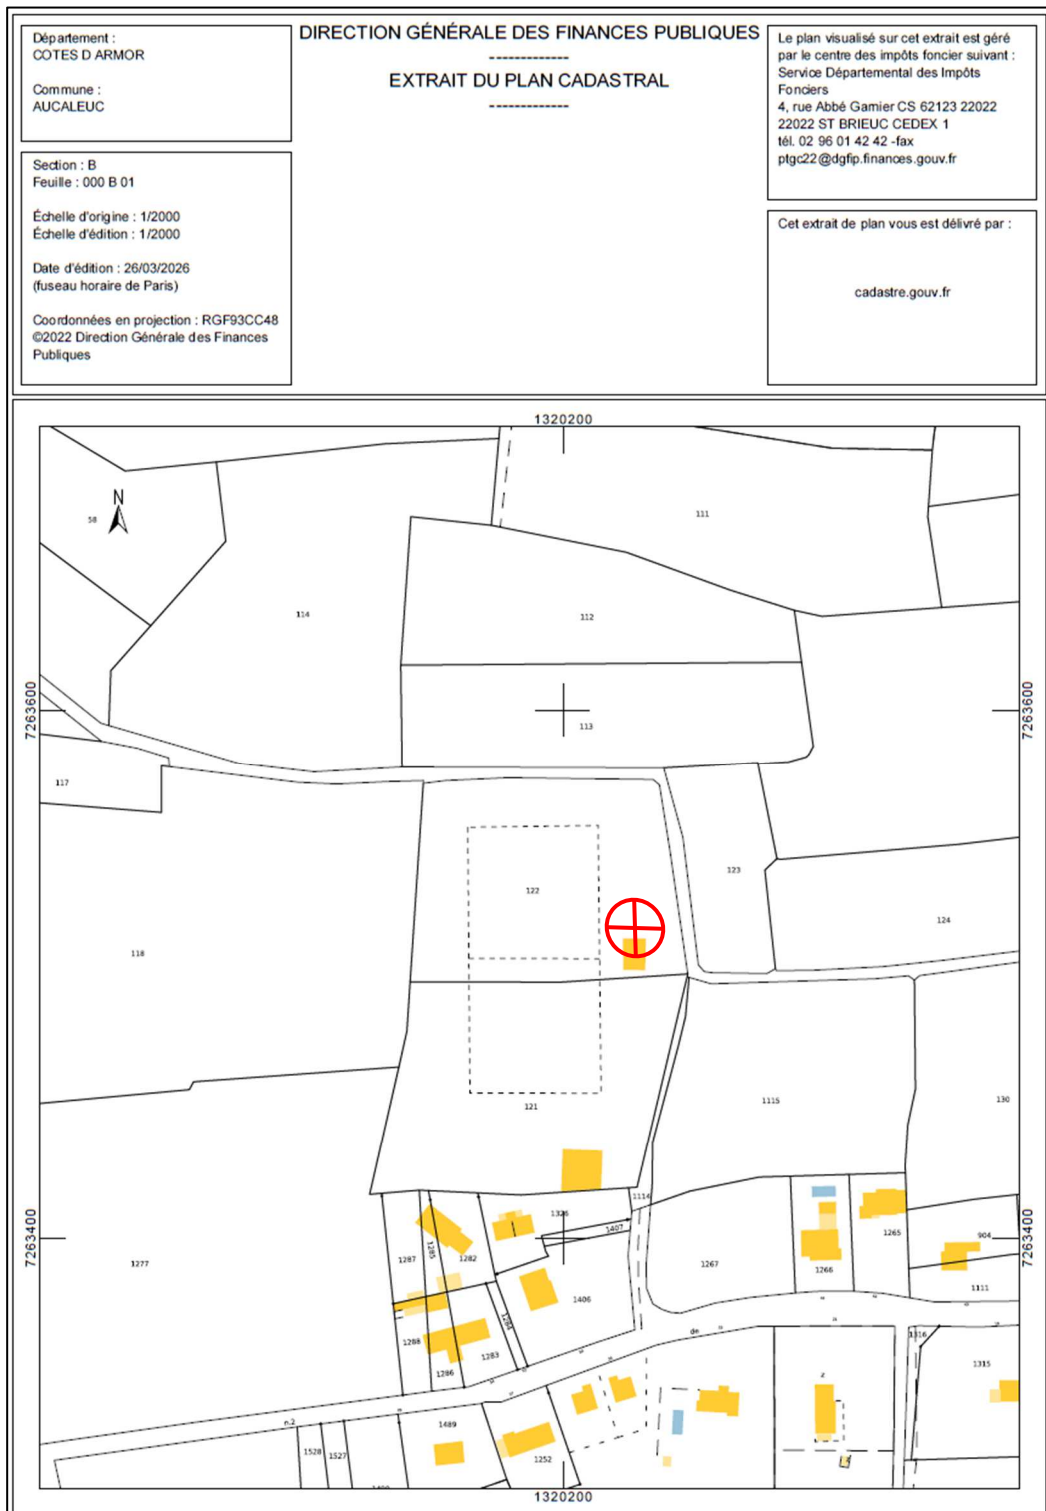 Département :
COTES D ARMOR
Commune :
AUCALEUC
Section : B
Feuille : 000 B 01
Échelle d'origine : 1/2000
Échelle d'édition : 1/2000
Date d'édition : 26/03/2026
(fuseau horaire de Paris)
Coordonnées en projection : RGF93CC48
©2022 Direction Générale des Finances
Publiques
DIRECTION GÉNÉRALE DES FINANCES PUBLIQUES
-------------
EXTRAIT DU PLAN CADASTRAL
-------------
Le plan visualisé sur cet extrait est géré
par le centre des impôts foncier suivant :
Service Départemental des Impôts
Fonciers
4, rue Abbé Garnier CS 62123 22022
22022 ST BRIEUC CEDEX 1
tél. 02 96 01 42 42 -fax
ptgc22@dgfip.finances.gouv.fr
Cet extrait de plan vous est délivré par :
cadastre.gouv.fr
1320200
N
58
111
114
112
7263600
113
7263600
117
122
123
118
124
121
1115
130
1114
1326
1407
1265
904
7263400
7263400
1277
1287
1285
1282
1267
1266
1111
1406
1288
1284
1283
1286
de
1316
1315
n.2
1489
2
1528
1527
1252
1320200